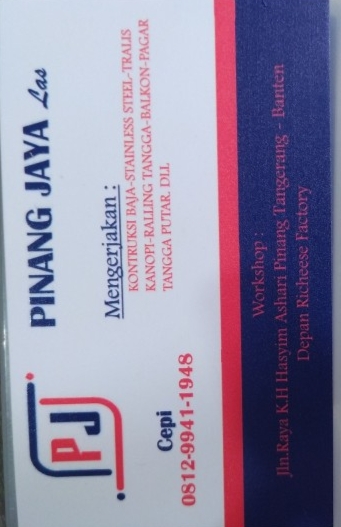 PJ
PINANG JAYA Las
Mengerjakan :
KONTRUKSI BAJA-STAINLESS STEEL-TRALIS
KANOPI-RALLING TANGGA-BALKON-PAGAR
TANGGA PUTAR. DLL
Cepi
0812-9941-1948
Workshop :
Jln.Raya K.H Hasyim Ashari Pinang Tangerang - Banten
Depan Richeese Factory